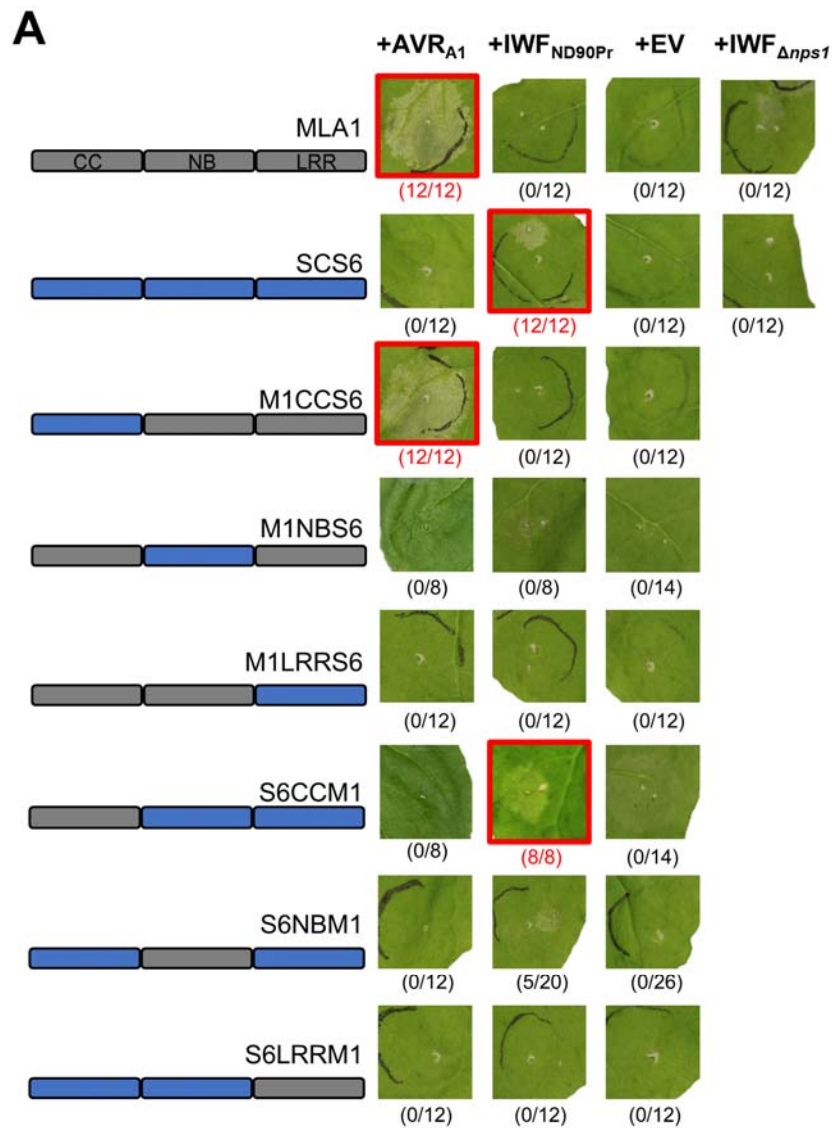 A
+AVRA1 +IWFND90Pr +EV +IWFΔnps1
MLA1
CC NB LRR
(12/12) (0/12) (0/12) (0/12)
SCS6
(0/12) (12/12) (0/12) (0/12)
M1CCS6
(12/12) (0/12) (0/12)
M1NBS6
(0/8) (0/8) (0/14)
M1LRRS6
(0/12) (0/12) (0/12)
S6CCM1
(0/8) (8/8) (0/14)
S6NBM1
(0/12) (5/20) (0/26)
S6LRRM1
(0/12) (0/12) (0/12)